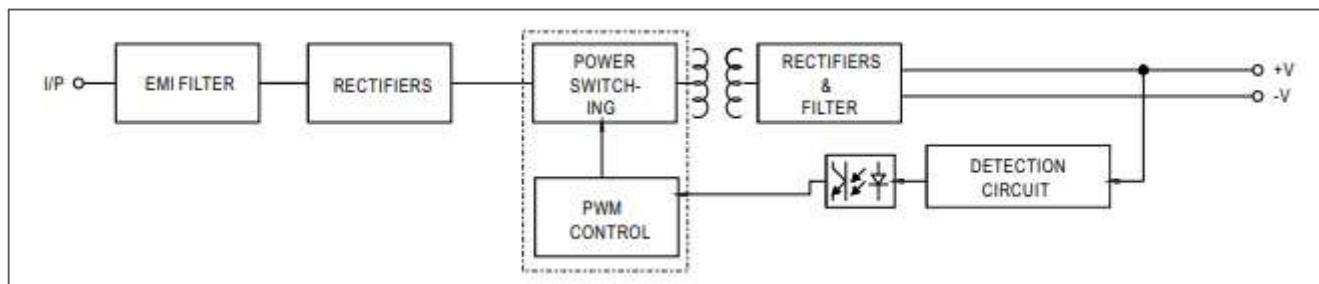 I/P
EMI FILTER
RECTIFIERS
POWER
SWITCH-
ING
RECTIFIERS
&
FILTER
+V
-V
PWM
CONTROL
DETECTION
CIRCUIT